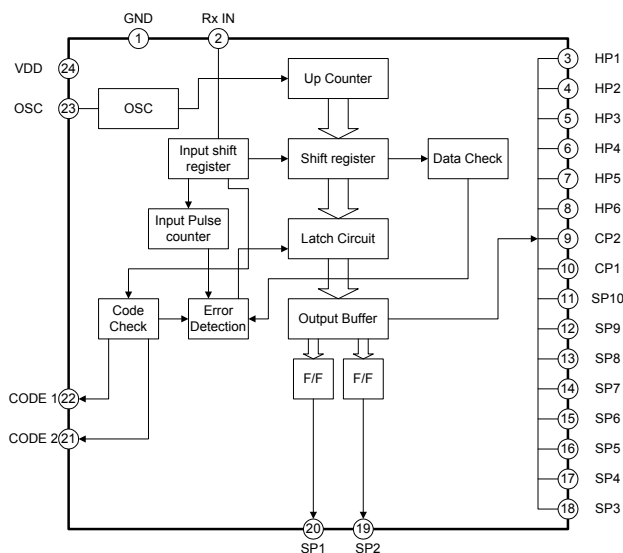 GND
Rx IN
1
2
VDD
24
OSC
23
OSC
Up Counter
Input shift
register
Shift register
Data Check
Input Pulse
counter
Latch Circuit
Code
Check
Error
Detection
Output Buffer
F/F
F/F
CODE 1
22
CODE 2
21
20
19
SP1
SP2
3
HP1
4
HP2
5
HP3
6
HP4
7
HP5
8
HP6
9
CP2
10
CP1
11
SP10
12
SP9
13
SP8
14
SP7
15
SP6
16
SP5
17
SP4
18
SP3